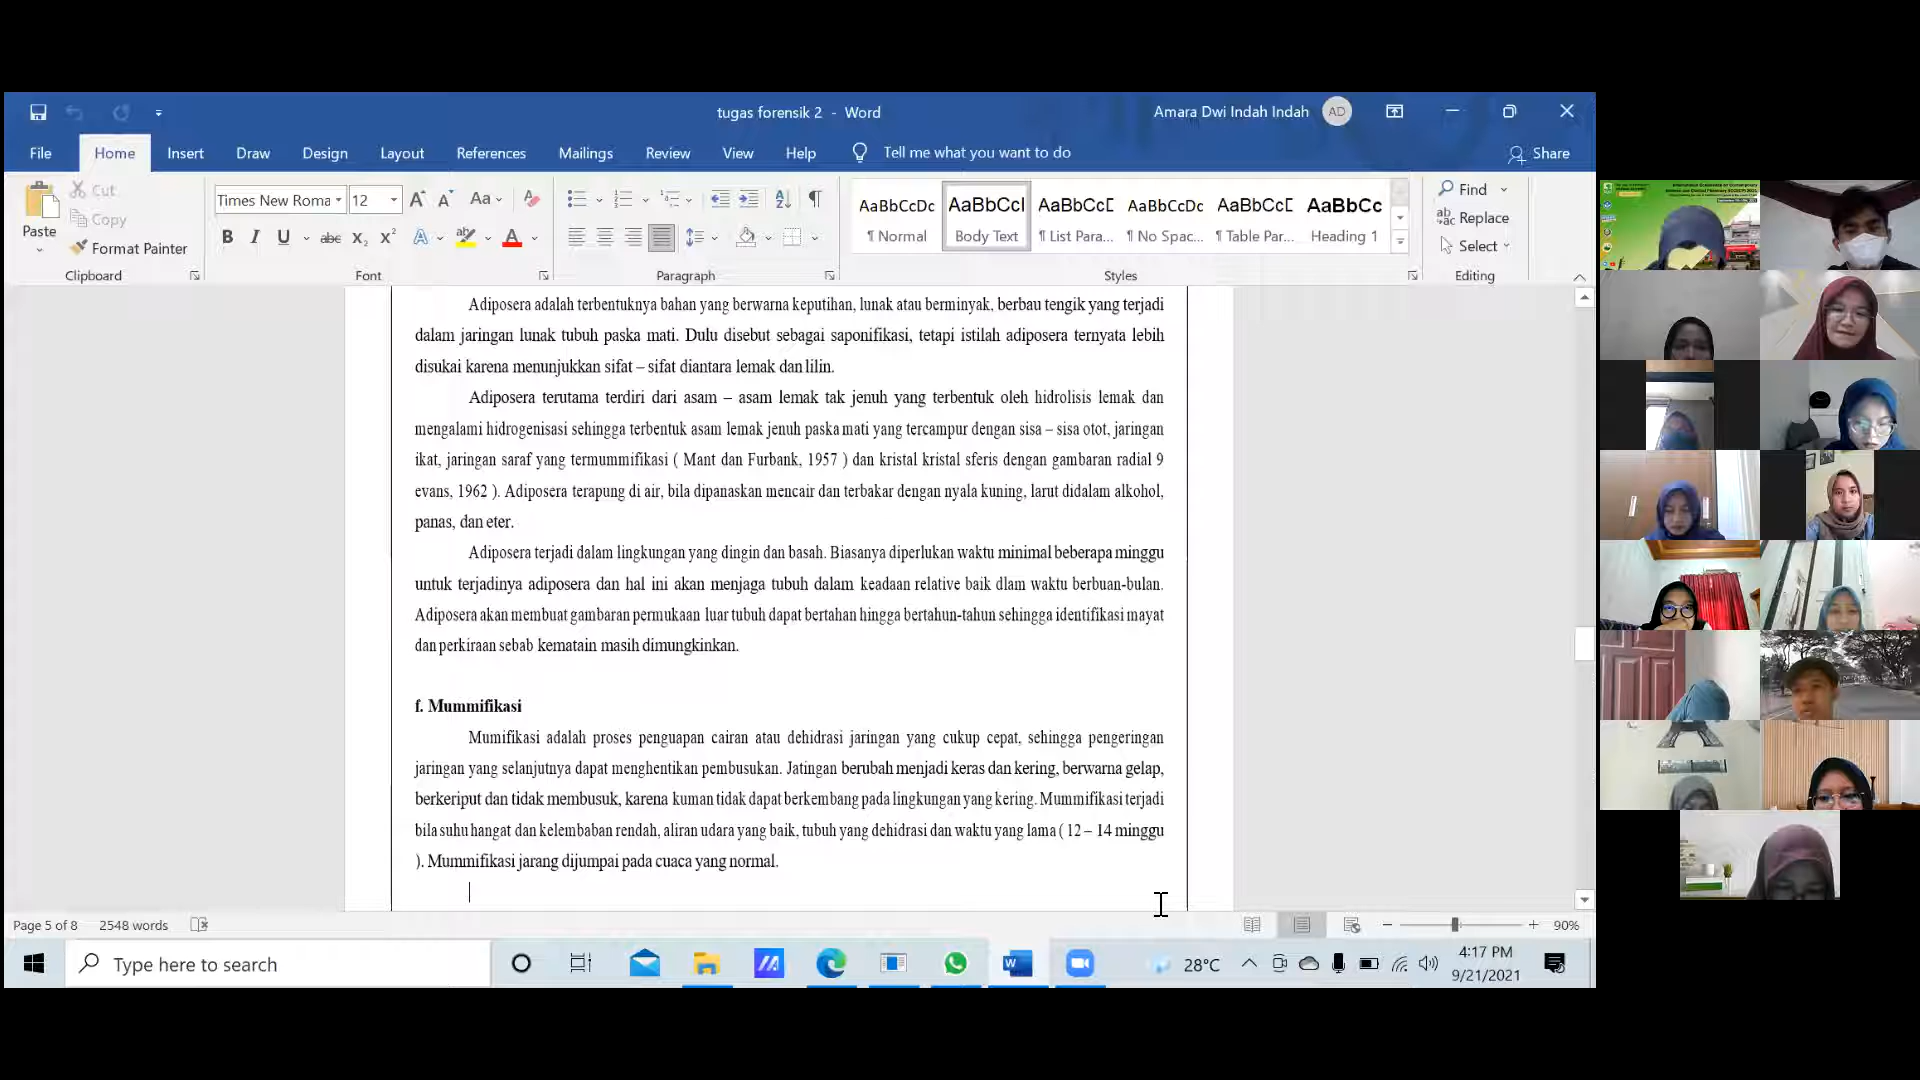 tugas forensik 2 - Word
Amara Dwi Indah Indah
AD
File
Home
Insert
Draw
Design
Layout
References
Mailings
Review
View
Help
Tell me what you want to do
Share
Paste
Cut
Copy
Format Painter
Clipboard
Times New Roma
12
Font
Paragraph
AaBbCcDc
¶ Normal
AaBbCcI
Body Text
AaBbCcD
¶ List Para...
AaBbCcDc
¶ No Spac...
AaBbCcD
¶ Table Par...
AaBbCc
Heading 1
Styles
Find
Replace
Select
Editing
Adiposera adalah terbentuknya bahan yang berwarna keputihan, lunak atau berminyak, berbau tengik yang terjadi
dalam jaringan lunak tubuh paska mati. Dulu disebut sebagai saponifikasi, tetapi istilah adiposera ternyata lebih
disukai karena menunjukkan sifat – sifat diantara lemak dan lilin.
Adiposera terutama terdiri dari asam – asam lemak tak jenuh yang terbentuk oleh hidrolisis lemak dan
mengalami hidrogenisasi sehingga terbentuk asam lemak jenuh paska mati yang tercampur dengan sisa – sisa otot, jaringan
ikat, jaringan saraf yang termummifikasi ( Mant dan Furbank, 1957 ) dan kristal kristal sferis dengan gambaran radial 9
evans, 1962 ). Adiposera terapung di air, bila dipanaskan mencair dan terbakar dengan nyala kuning, larut didalam alkohol,
panas, dan eter.
Adiposera terjadi dalam lingkungan yang dingin dan basah. Biasanya diperlukan waktu minimal beberapa minggu
untuk terjadinya adiposera dan hal ini akan menjaga tubuh dalam keadaan relative baik dlam waktu berbuan-bulan.
Adiposera akan membuat gambaran permukaan luar tubuh dapat bertahan hingga bertahun-tahun sehingga identifikasi mayat
dan perkiraan sebab kematain masih dimungkinkan.
f. Mummifikasi
Mumifikasi adalah proses penguapan cairan atau dehidrasi jaringan yang cukup cepat, sehingga pengeringan
jaringan yang selanjutnya dapat menghentikan pembusukan. Jatingan berubah menjadi keras dan kering, berwarna gelap,
berkeriput dan tidak membusuk, karena kuman tidak dapat berkembang pada lingkungan yang kering. Mummifikasi terjadi
bila suhu hangat dan kelembaban rendah, aliran udara yang baik, tubuh yang dehidrasi dan waktu yang lama ( 12 – 14 minggu
). Mummifikasi jarang dijumpai pada cuaca yang normal.
Page 5 of 8
2548 words
90%
Type here to search
28°C
4:17 PM
9/21/2021